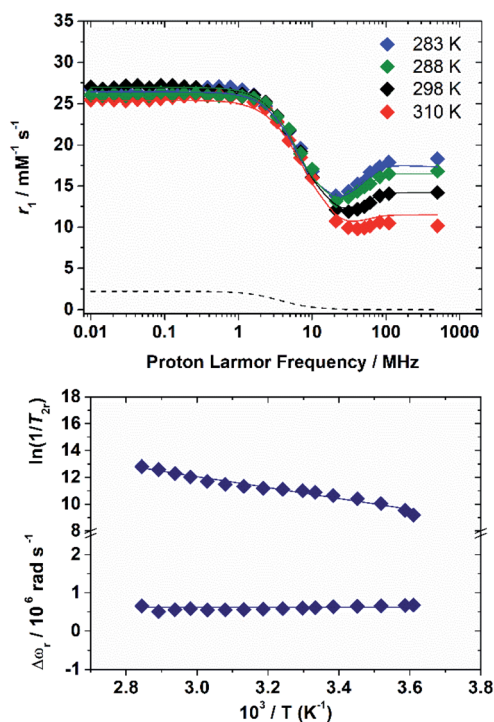 35
30
25
20
15
10
5
0
r₁ / mM⁻¹ s⁻¹
283 K
288 K
298 K
310 K
0.01 0.1 1 10 100 1000
Proton Larmor Frequency / MHz
18
16
14
12
10
8
2
1
0
-1
ln(1/T₂ᵣ)
Δωᵣ / 10⁶ rad s⁻¹
2.8 3.0 3.2 3.4 3.6 3.8
10³ / T (K⁻¹)